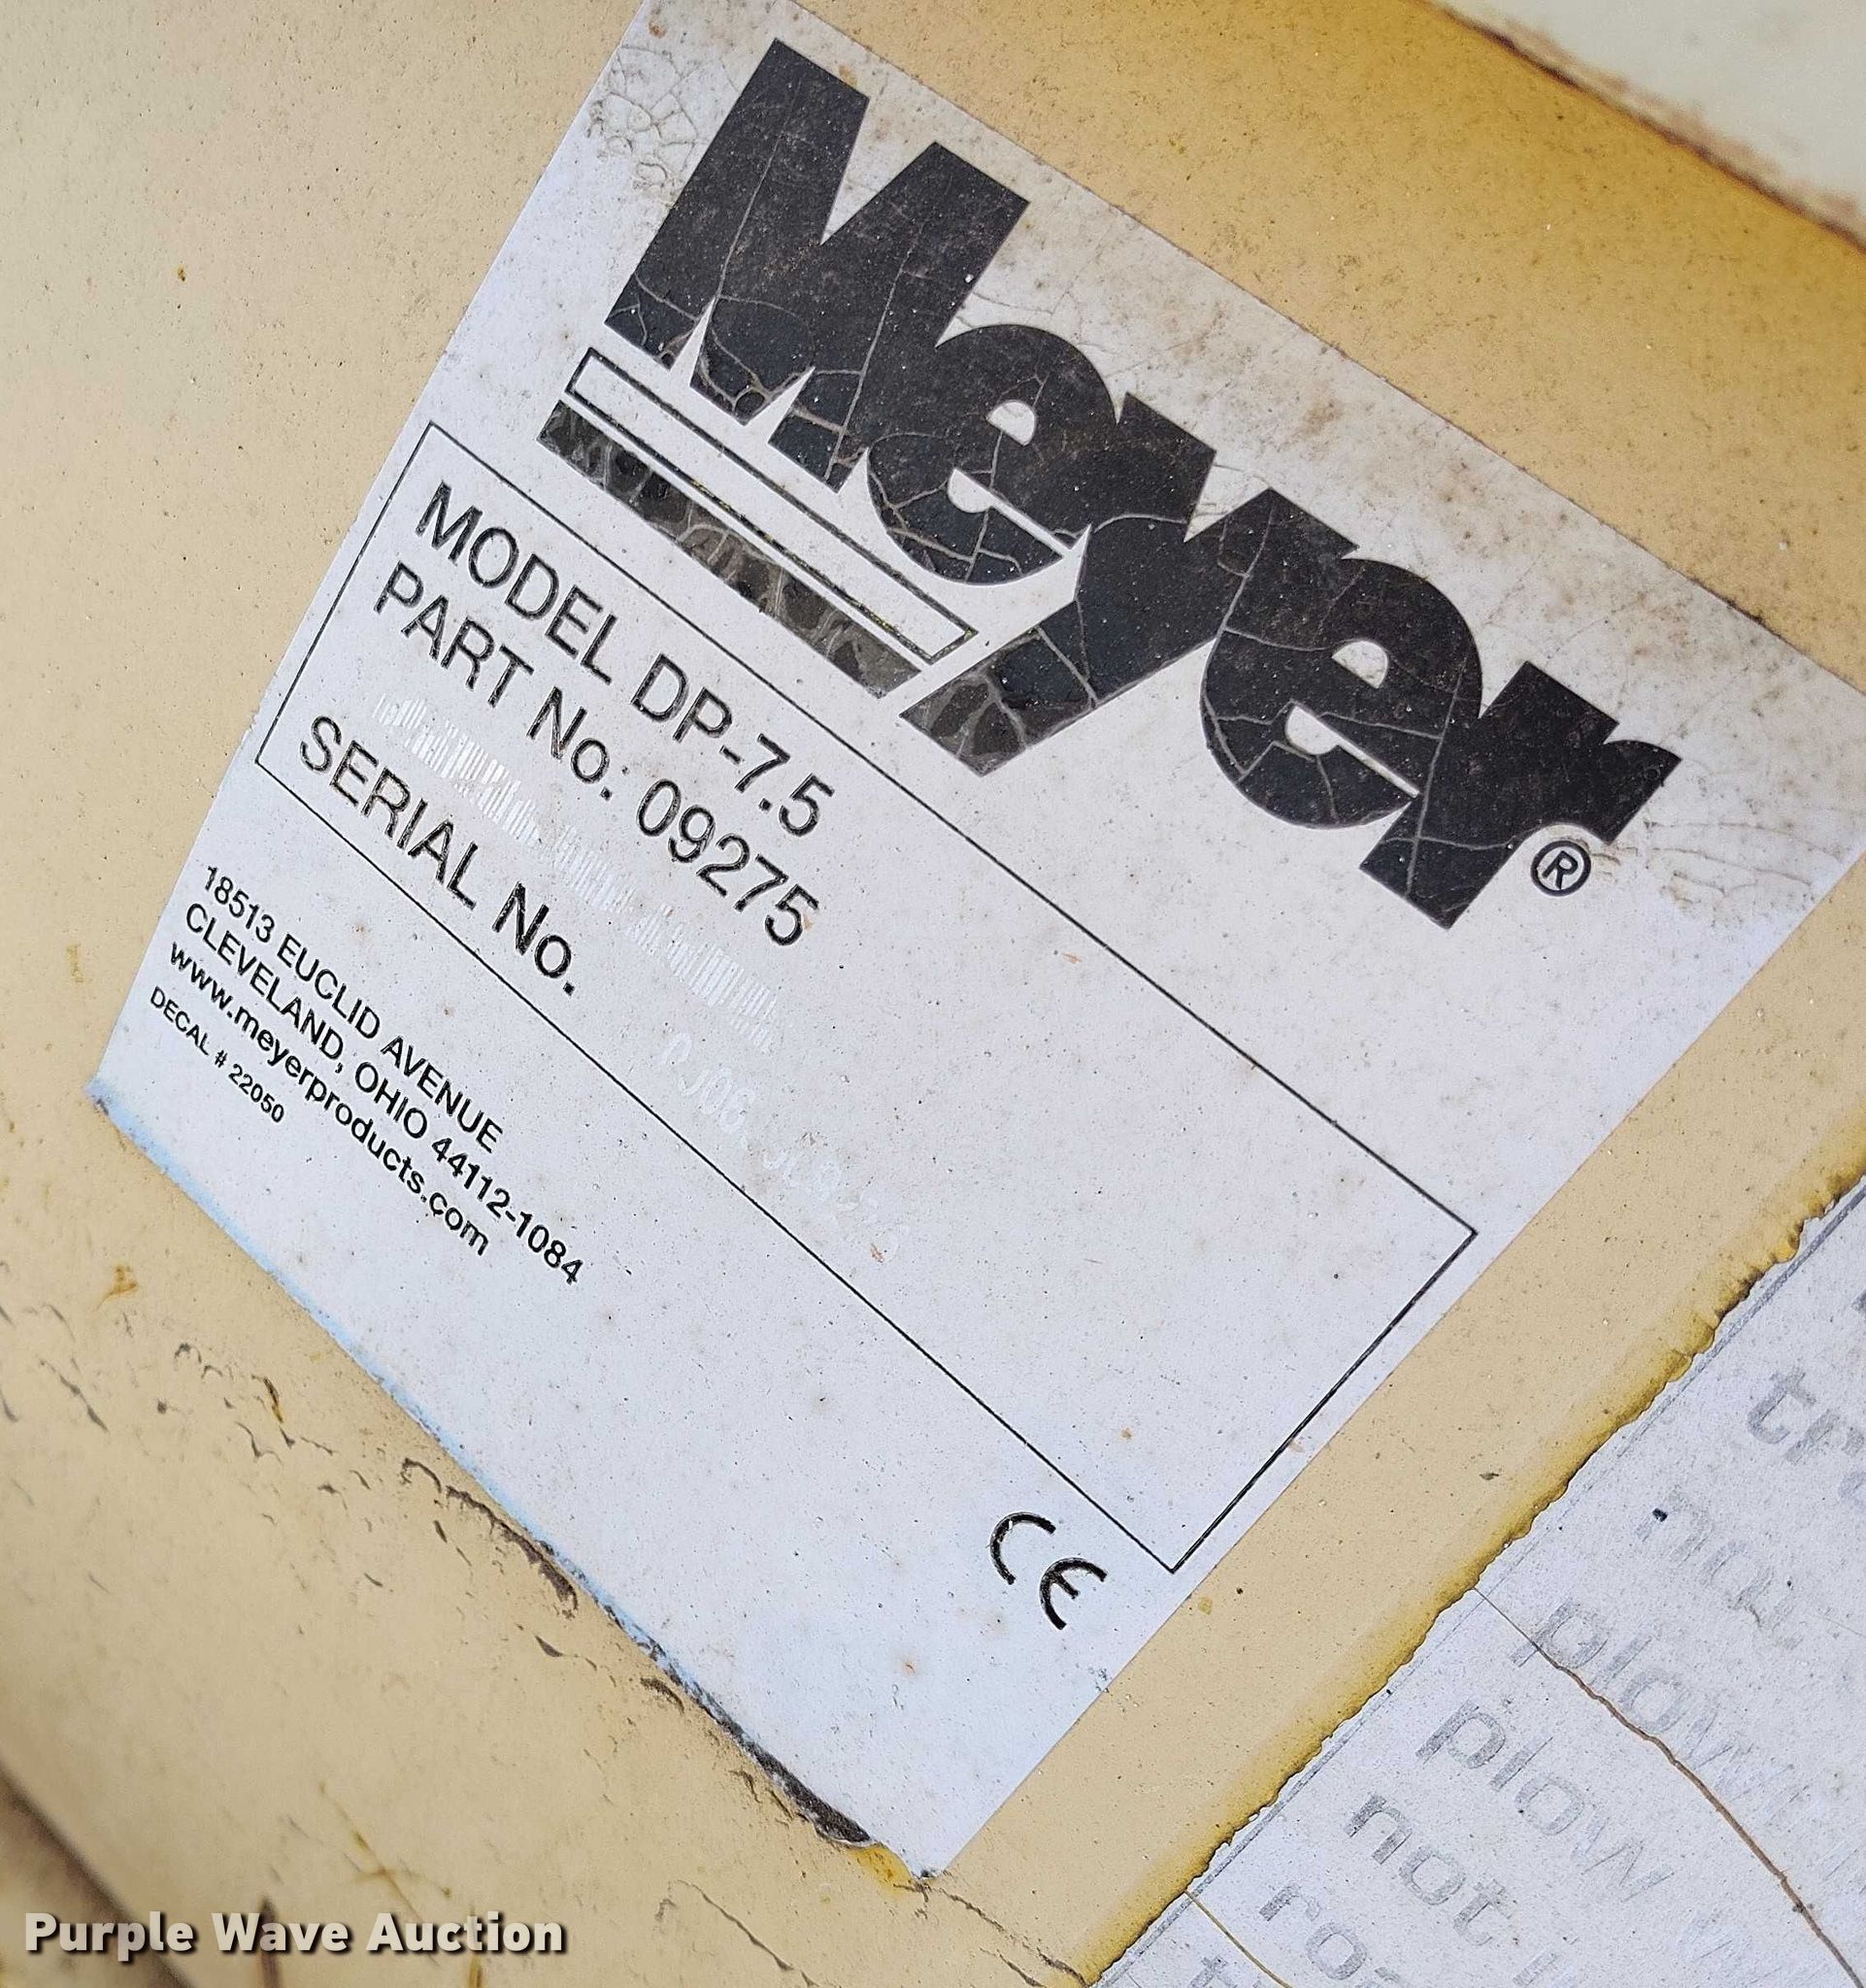 Meyer®
MODEL DP-7.5
PART No: 09275
SERIAL No.
18513 EUCLID AVENUE
CLEVELAND, OHIO 44112-1084
www.meyerproducts.com
DECAL # 22050
CE
plow
plow
not
Purple Wave Auction